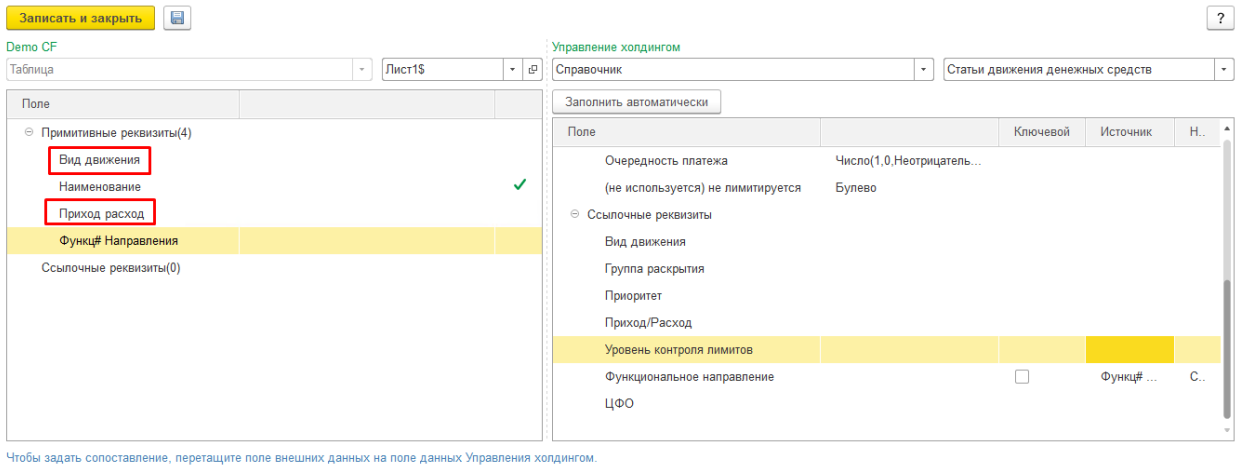 Записать и закрыть
?
Demo CF
Управление холдингом
Таблица
Лист1$
Справочник
Статьи движения денежных средств
Заполнить автоматически
Поле
Примитивные реквизиты(4)
Вид движения
Наименование
Приход расход
Функц# Направления
Ссылочные реквизиты(0)
Поле
Ключевой
Источник
Н..
Очередность платежа
Число(1,0,Неотрицатель...
(не используется) не лимитируется
Булево
Ссылочные реквизиты
Вид движения
Группа раскрытия
Приоритет
Приход/Расход
Уровень контроля лимитов
Функциональное направление
Функц# ...
С..
ЦФО
Чтобы задать сопоставление, перетащите поле внешних данных на поле данных Управления холдингом.